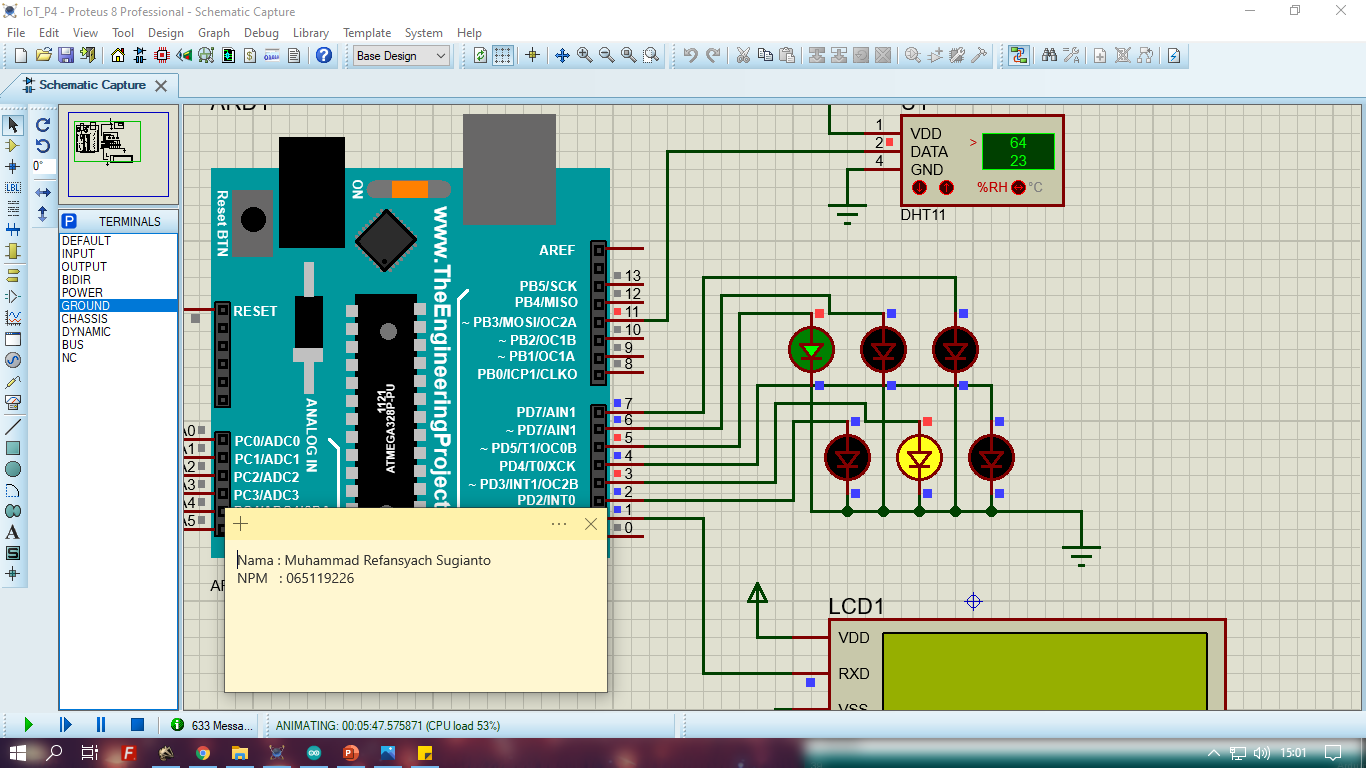 IoT_P4 - Proteus 8 Professional - Schematic Capture
File Edit View Tool Design Graph Debug Library Template System Help
Base Design
Schematic Capture
0°
LBL
P TERMINALS
DEFAULT
INPUT
OUTPUT
BIDIR
POWER
GROUND
CHASSIS
DYNAMIC
BUS
NC
ARD1
Reset BTN
ON
www.TheEngineeringProject
RESET
ANALOG IN
1121
ATMEGA328P-PU
AREF
PB5/SCK 13
PB4/MISO 12
~ PB3/MOSI/OC2A 11
~ PB2/OC1B 10
~ PB1/OC1A 9
PB0/ICP1/CLKO 8
PD7/AIN1 7
~ PD7/AIN1 6
~ PD5/T1/OC0B 5
PD4/T0/XCK 4
~ PD3/INT1/OC2B 3
PD2/INT0 2
1
0
A0 PC0/ADC0
A1 PC1/ADC1
A2 PC2/ADC2
A3 PC3/ADC3
A4
A5
1 VDD
2 DATA
4 GND
> 64
23
%RH °C
DHT11
LCD1
VDD
RXD
VSS
Nama : Muhammad Refansyach Sugianto
NPM : 065119226
633 Messa...
ANIMATING: 00:05:47.575871 (CPU load 53%)
15:01